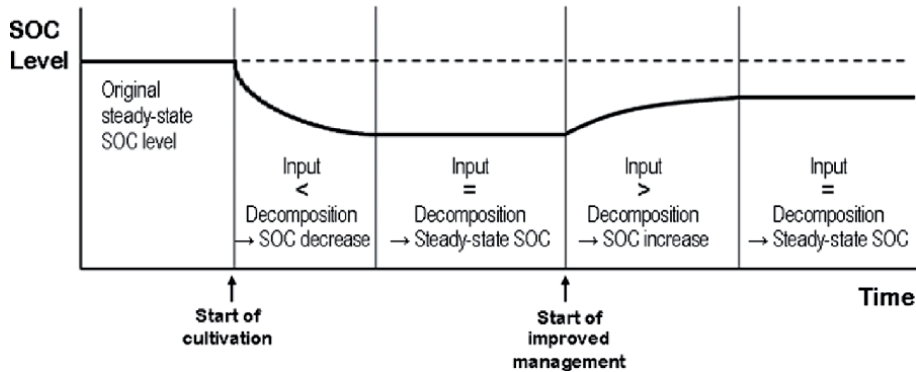 SOC
Level
Original
steady-state
SOC level
Input
<
Decomposition
→ SOC decrease
Input
=
Decomposition
→ Steady-state SOC
Input
>
Decomposition
→ SOC increase
Input
=
Decomposition
→ Steady-state SOC
Time
Start of
cultivation
Start of
improved
management